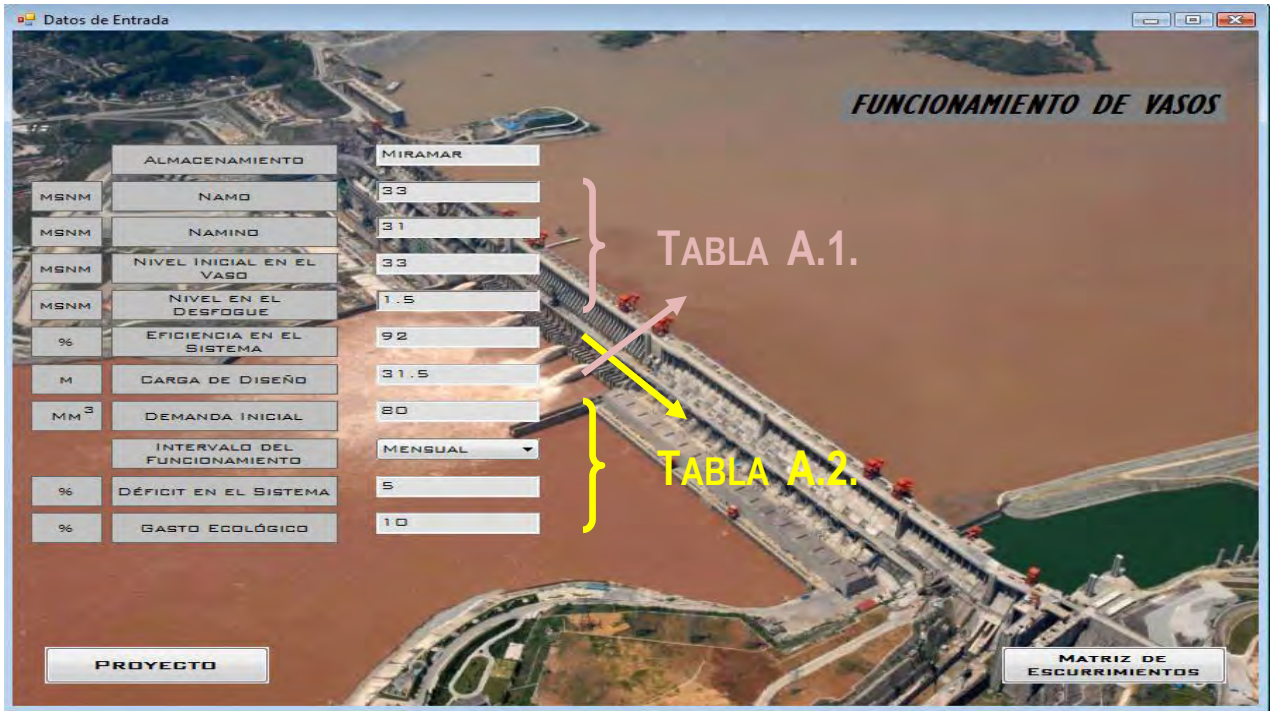 Datos de Entrada
FUNCIONAMIENTO DE VASOS
ALMACENAMIENTO MIRAMAR
MSNM NAMO 33
MSNM NAMINO 31
MSNM NIVEL INICIAL EN EL VASO 33
MSNM NIVEL EN EL DESFOGUE 1.5
% EFICIENCIA EN EL SISTEMA 92
M CARGA DE DISEÑO 31.5
MM³ DEMANDA INICIAL 80
INTERVALO DEL FUNCIONAMIENTO MENSUAL
% DÉFICIT EN EL SISTEMA 5
% GASTO ECOLÓGICO 10
TABLA A.1.
TABLA A.2.
PROYECTO
MATRIZ DE
ESCURRIMIENTOS